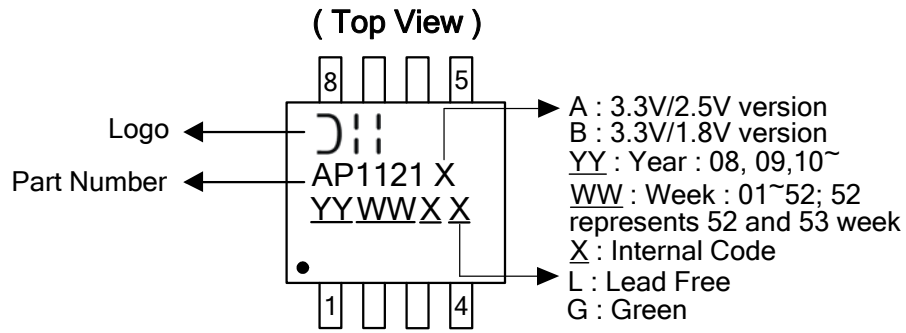 ( Top View )
8 5
Logo
AP1121 X
Part Number
YY WW X X
1 4
A : 3.3V/2.5V version
B : 3.3V/1.8V version
YY : Year : 08, 09,10~
WW : Week : 01~52; 52
represents 52 and 53 week
X : Internal Code
L : Lead Free
G : Green